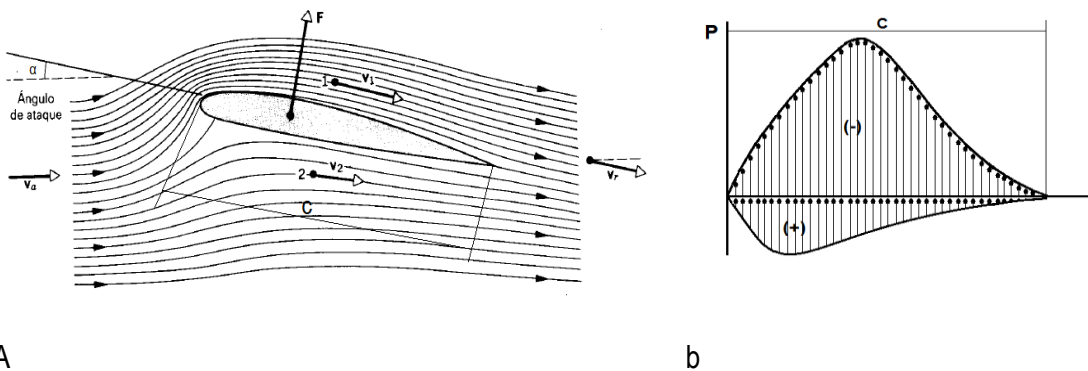 F
α
Ángulo
de ataque
v₁
1
vₐ
v₂
2
C
vᵣ
P
C
(-)
(+)
A
b